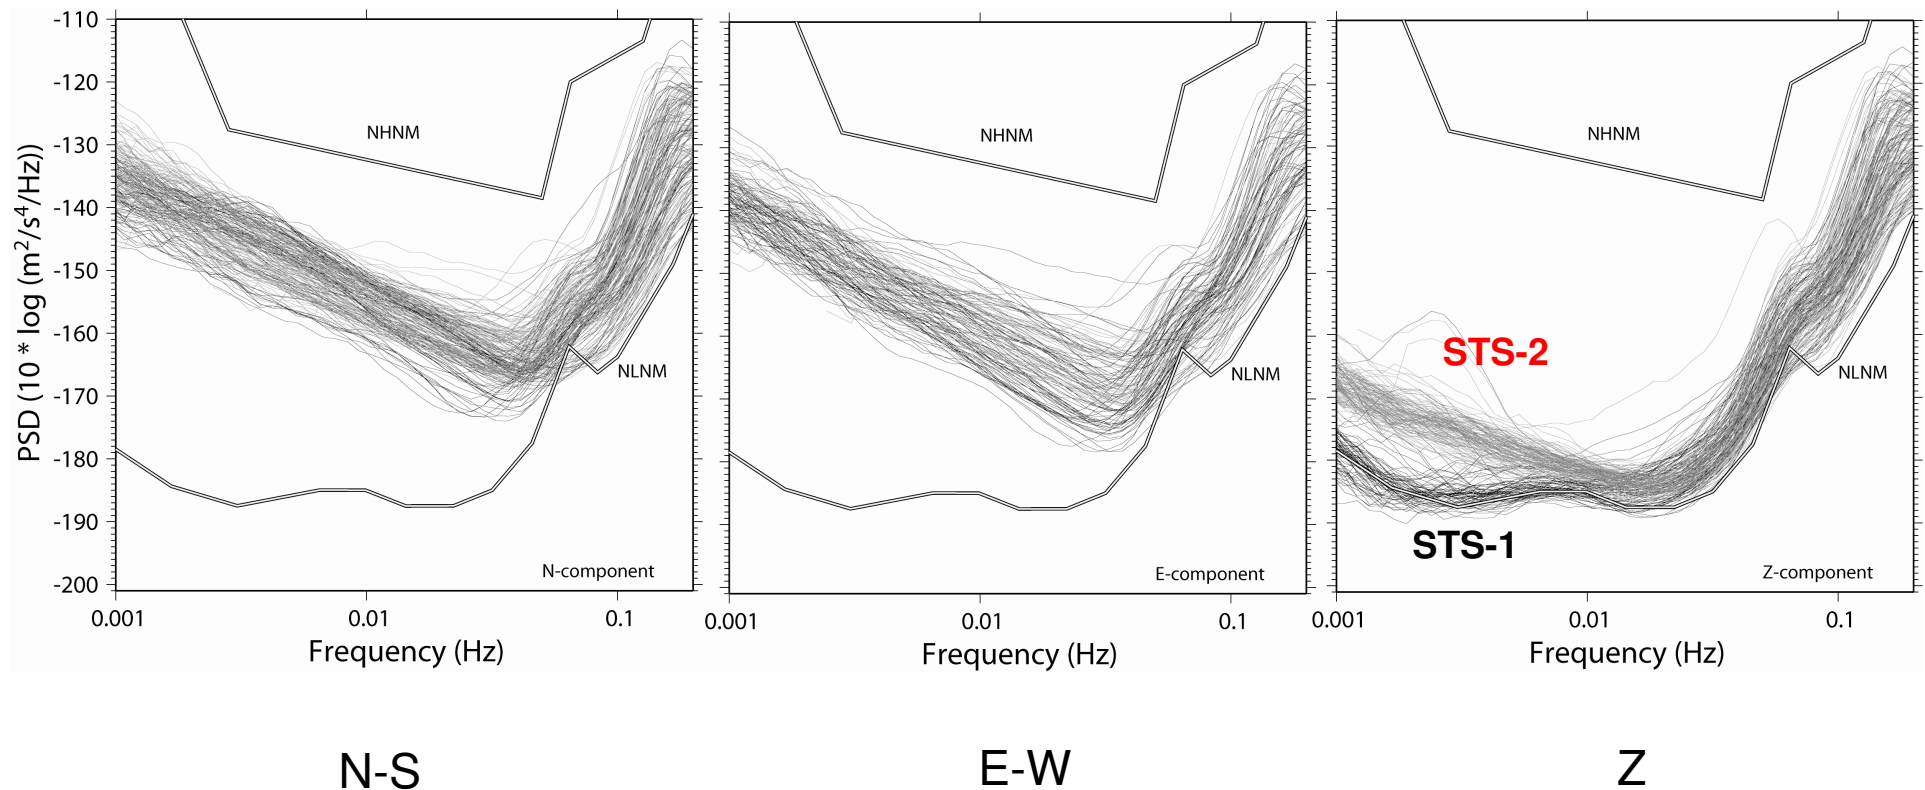 -110
-120
-130
-140
-150
-160
-170
-180
-190
-200
PSD (10 * log (m²/s⁴/Hz))
NHNM
NLNM
N-component
0.001 0.01 0.1
Frequency (Hz)
N-S
NHNM
NLNM
E-component
0.001 0.01 0.1
Frequency (Hz)
E-W
NHNM
STS-2
NLNM
STS-1
Z-component
0.001 0.01 0.1
Frequency (Hz)
Z